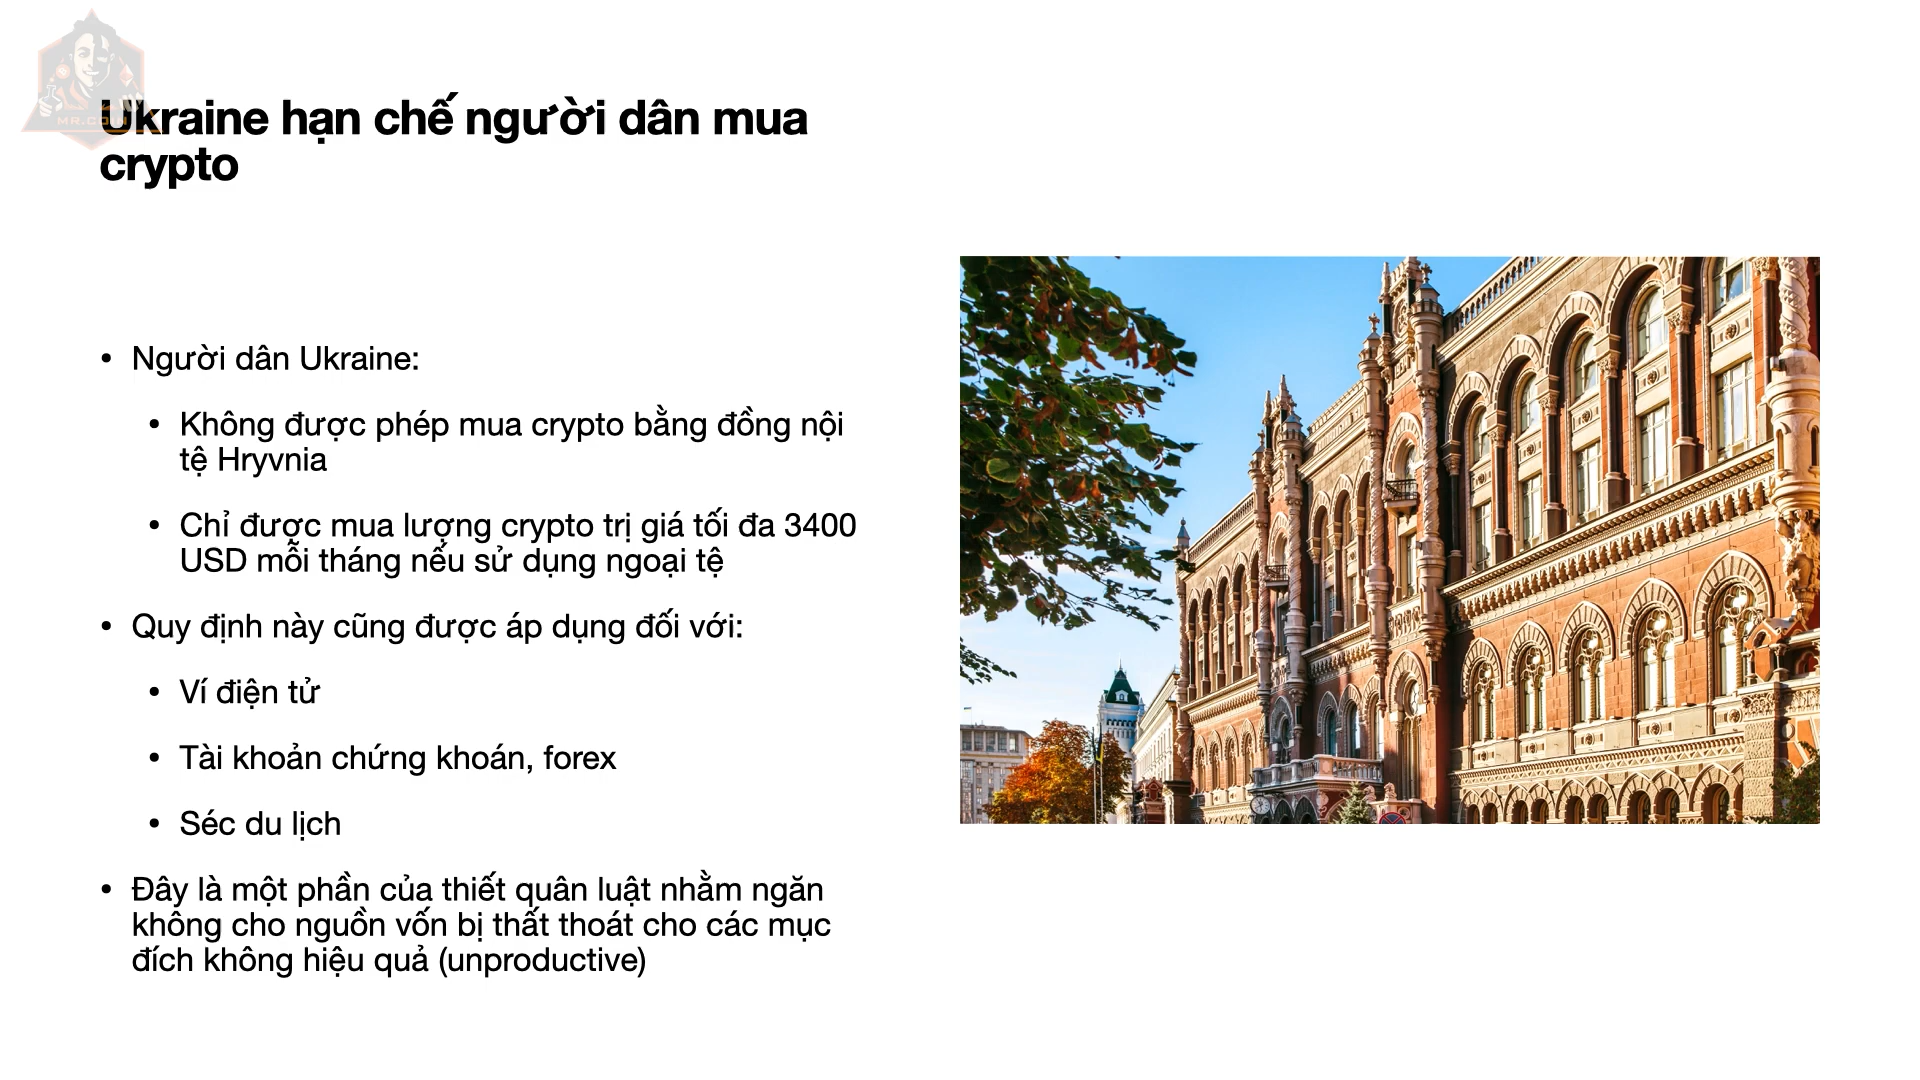 MR.COIN
Ukraine hạn chế người dân mua
crypto
• Người dân Ukraine:
• Không được phép mua crypto bằng đồng nội
tệ Hryvnia
• Chỉ được mua lượng crypto trị giá tối đa 3400
USD mỗi tháng nếu sử dụng ngoại tệ
• Quy định này cũng được áp dụng đối với:
• Ví điện tử
• Tài khoản chứng khoán, forex
• Séc du lịch
• Đây là một phần của thiết quân luật nhằm ngăn
không cho nguồn vốn bị thất thoát cho các mục
đích không hiệu quả (unproductive)